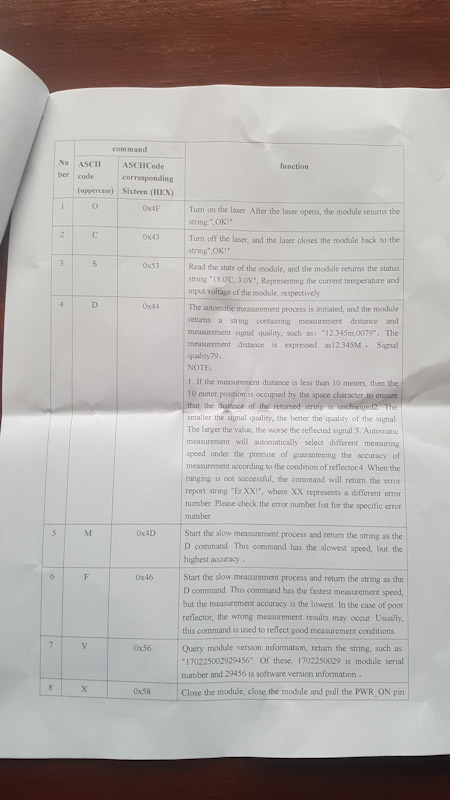 command
Nu
ber
ASCII
code
(uppercase)
ASCIICode
corresponding
Sixteen (HEX)
function
1 O 0x4F Turn on the laser. After the laser opens, the module returns the
string:",OK!"
2 C 0x43 Turn off the laser, and the laser closes the module back to the
string",OK!"
3 S 0x53 Read the state of the module, and the module returns the status
string "18.0'C, 3.0V", Representing the current temperature and
input voltage of the module, respectively
4 D 0x44 The automatic measurement process is initiated, and the module
returns a string containing measurement distance and
measurement signal quality, such as: "12.345m,0079". The
measurement distance is expressed as12.345M . Signal
quality79.
NOTE:
1. If the measurement distance is less than 10 meters, then the
10 meter position is occupied by the space character to ensure
that the distance of the returned string is unchanged2. The
smaller the signal quality, the better the quality of the signal.
The larger the value, the worse the reflected signal 3. Automatic
measurement will automatically select different measuring
speed under the premise of guaranteeing the accuracy of
measurement according to the condition of reflector.4. When the
ranging is not successful, the command will return the error
report string "Er.XX!", where XX represents a different error
number. Please check the error number list for the specific error
number.
5 M 0x4D Start the slow measurement process and return the string as the
D command. This command has the slowest speed, but the
highest accuracy .
6 F 0x46 Start the slow measurement process and return the string as the
D command. This command has the fastest measurement speed,
but the measurement accuracy is the lowest. In the case of poor
reflector, the wrong measurement results may occur. Usually,
this command is used to reflect good measurement conditions.
7 V 0x56 Query module version information, return the string, such as
"170225002929456". Of these, 1702250029 is module serial
number and 29456 is software version information .
8 X 0x58 Close the module, close the module and pull the PWR_ON pin